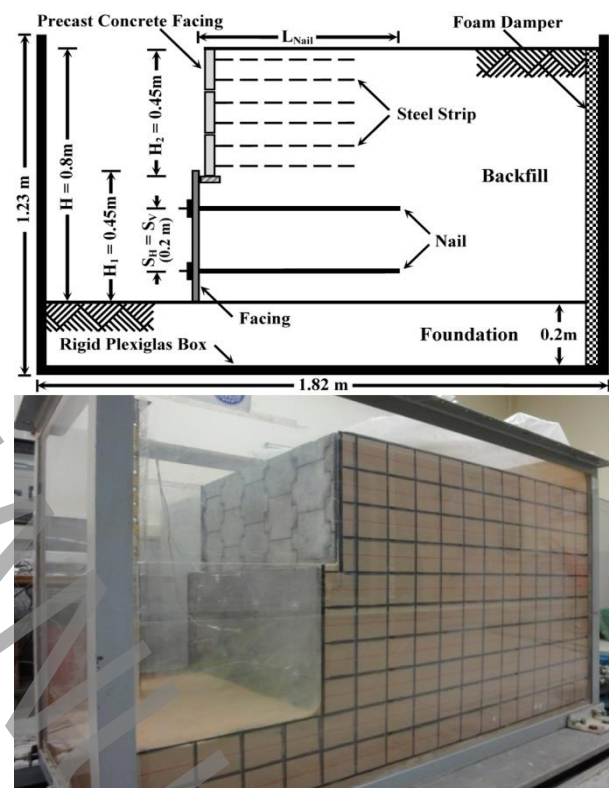 Precast Concrete Facing
L_Nail
Foam Damper
Steel Strip
H₂ = 0.45m
Backfill
1.23 m
H = 0.8m
H₁ = 0.45m
S_H = S_V
(0.2 m)
Nail
Facing
Foundation
0.2m
Rigid Plexiglas Box
1.82 m